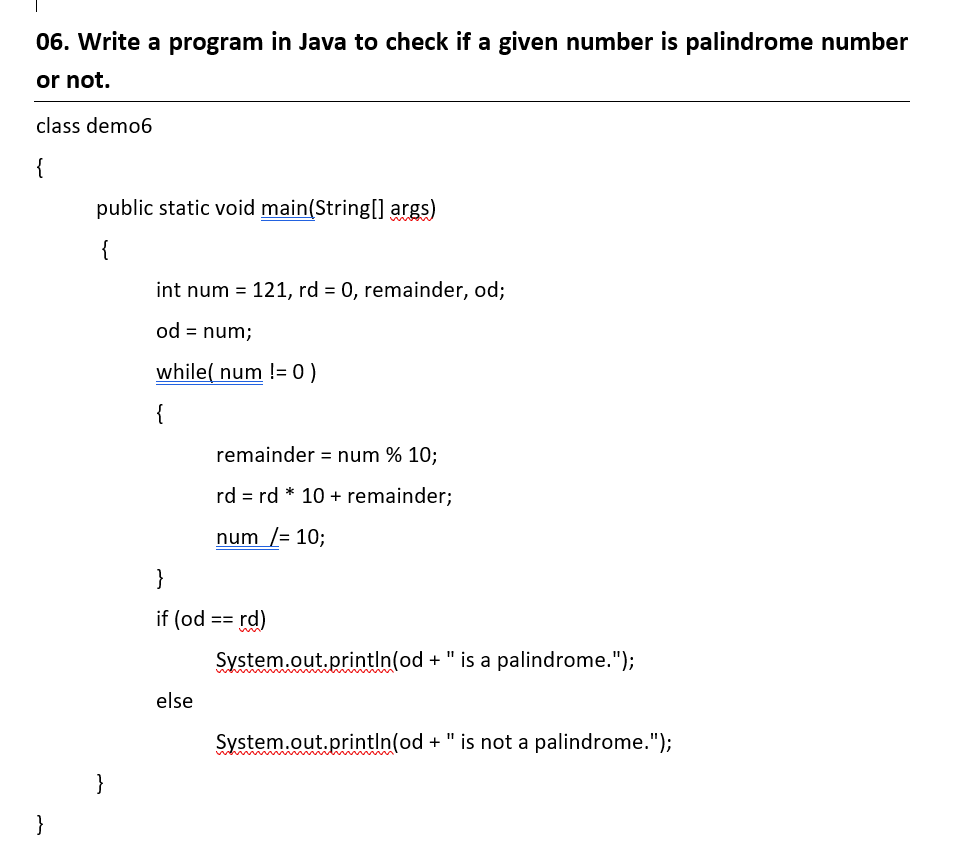 06. Write a program in Java to check if a given number is palindrome number
or not.
class demo6
{
public static void main(String[] args)
{
int num = 121, rd = 0, remainder, od;
od = num;
while( num != 0 )
{
remainder = num % 10;
rd = rd * 10 + remainder;
num /= 10;
}
if (od == rd)
System.out.println(od + " is a palindrome.");
else
System.out.println(od + " is not a palindrome.");
}
}